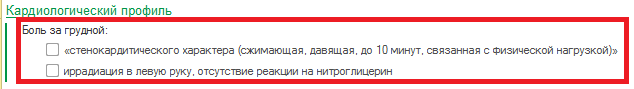 Кардиологический профиль
Боль за грудной:
«стенокардитического характера (сжимающая, давящая, до 10 минут, связанная с физической нагрузкой)»
иррадиация в левую руку, отсутствие реакции на нитроглицерин